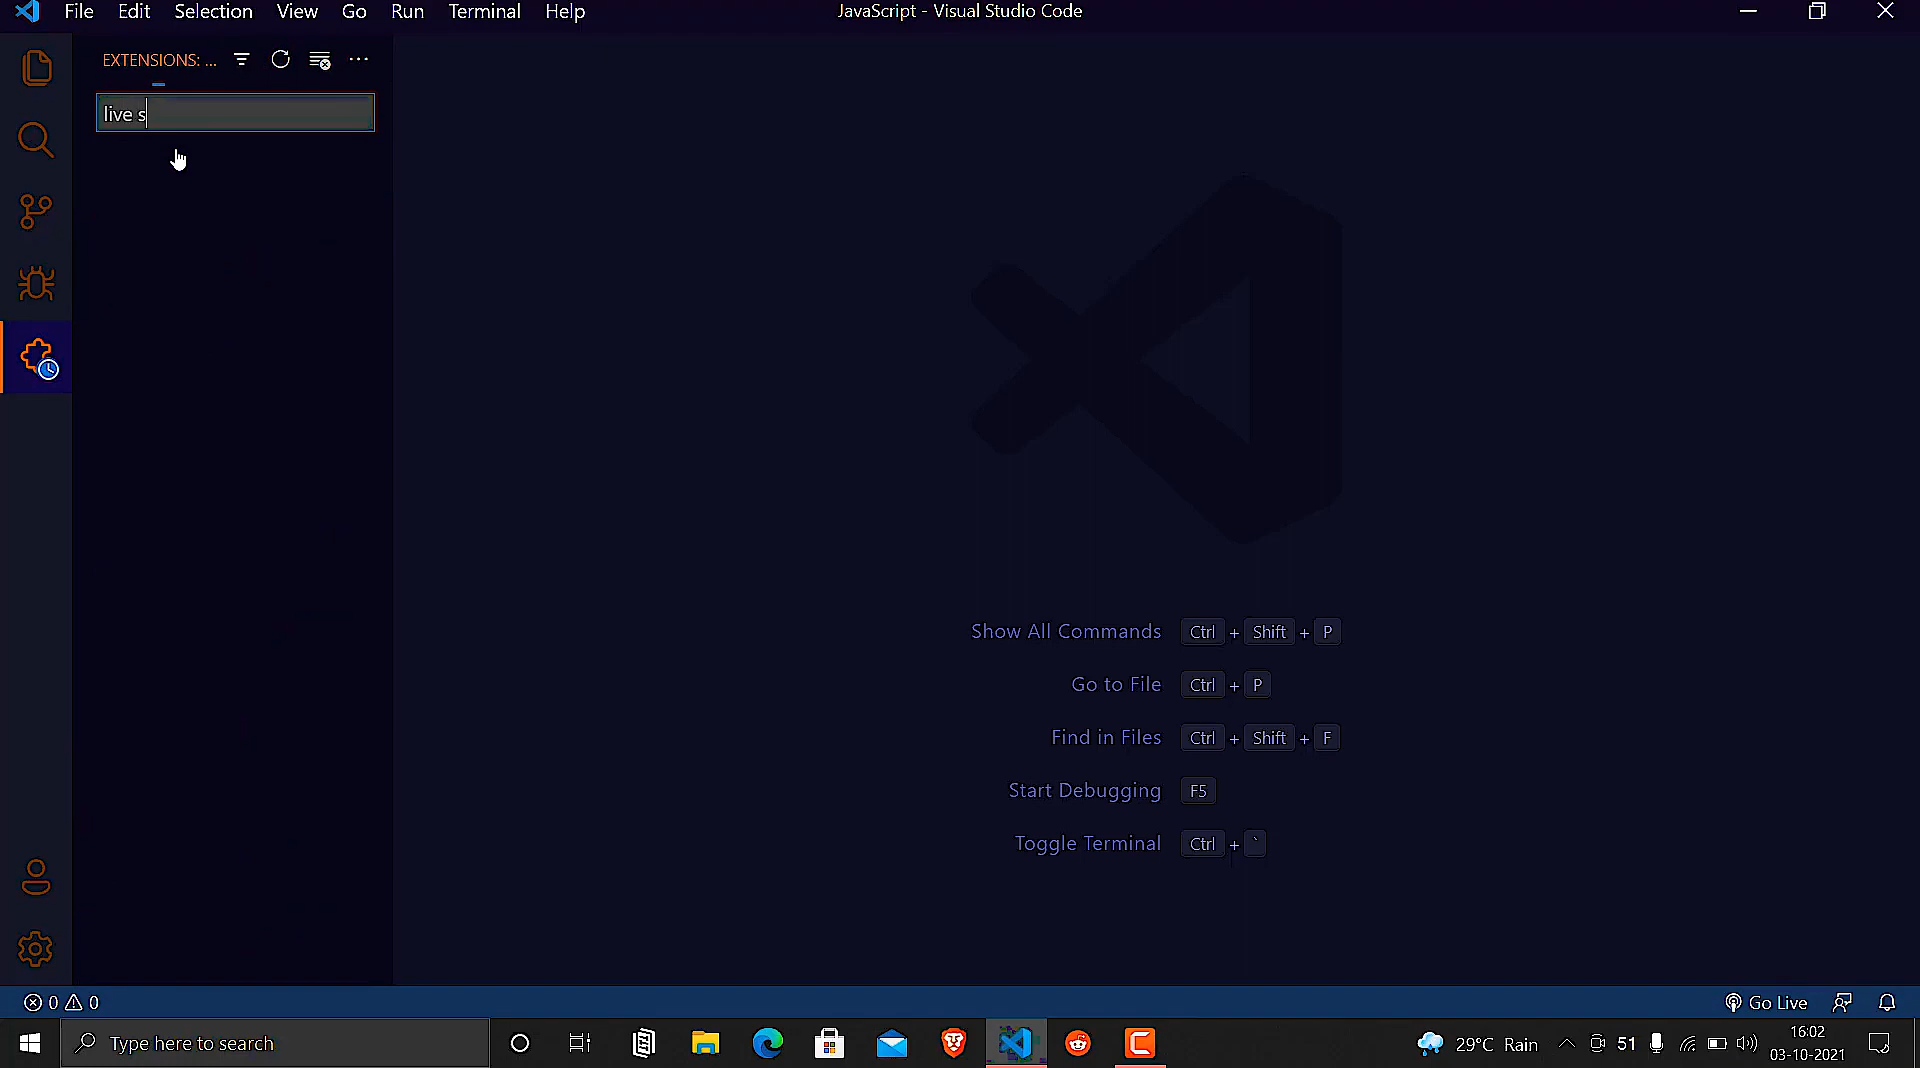 File Edit Selection View Go Run Terminal Help
JavaScript - Visual Studio Code
EXTENSIONS: ...
live s
Show All Commands Ctrl + Shift + P
Go to File Ctrl + P
Find in Files Ctrl + Shift + F
Start Debugging F5
Toggle Terminal Ctrl + `
0 0
Go Live
Type here to search
29°C Rain
51
16:02
03-10-2021